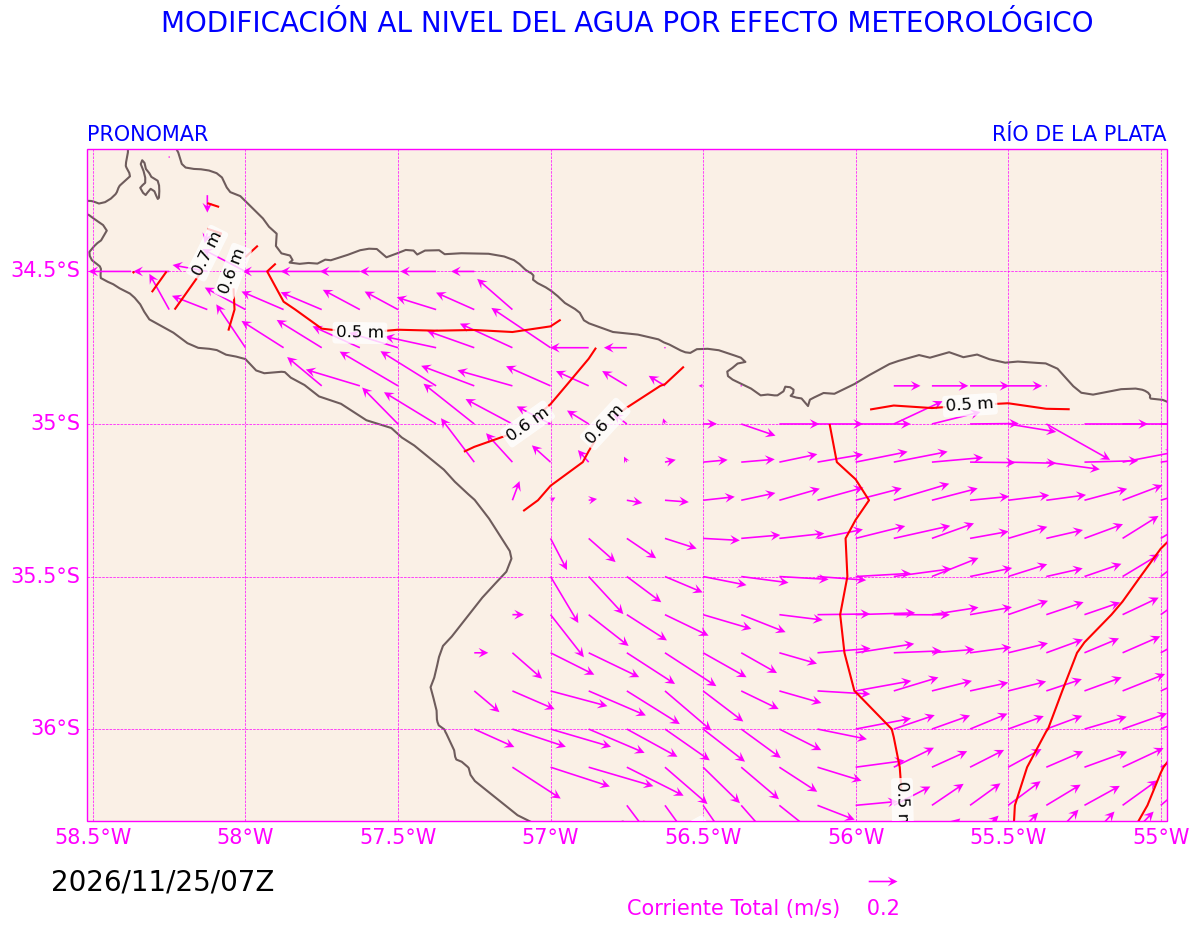 MODIFICACIÓN AL NIVEL DEL AGUA POR EFECTO METEOROLÓGICO
PRONOMAR RÍO DE LA PLATA
34.5°S
0.7 m
0.6 m
0.5 m
0.5 m
35°S
0.6 m
0.6 m
35.5°S
36°S
0.5 m
58.5°W 58°W 57.5°W 57°W 56.5°W 56°W 55.5°W 55°W
2026/11/25/07Z
Corriente Total (m/s) 0.2